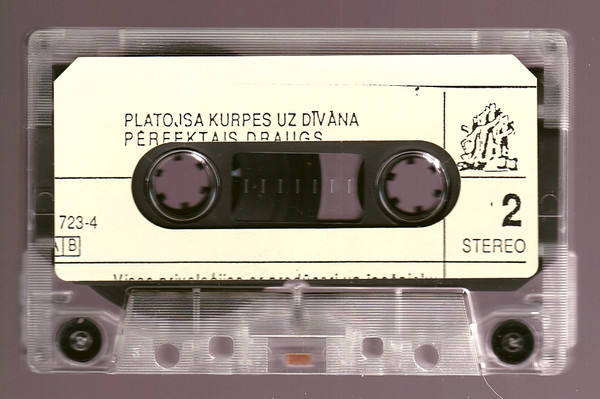 PLATOJSA KURPES UZ DĪVĀNA
PĒRFEKTAIS DRAUGS
723-4
2
B
STEREO